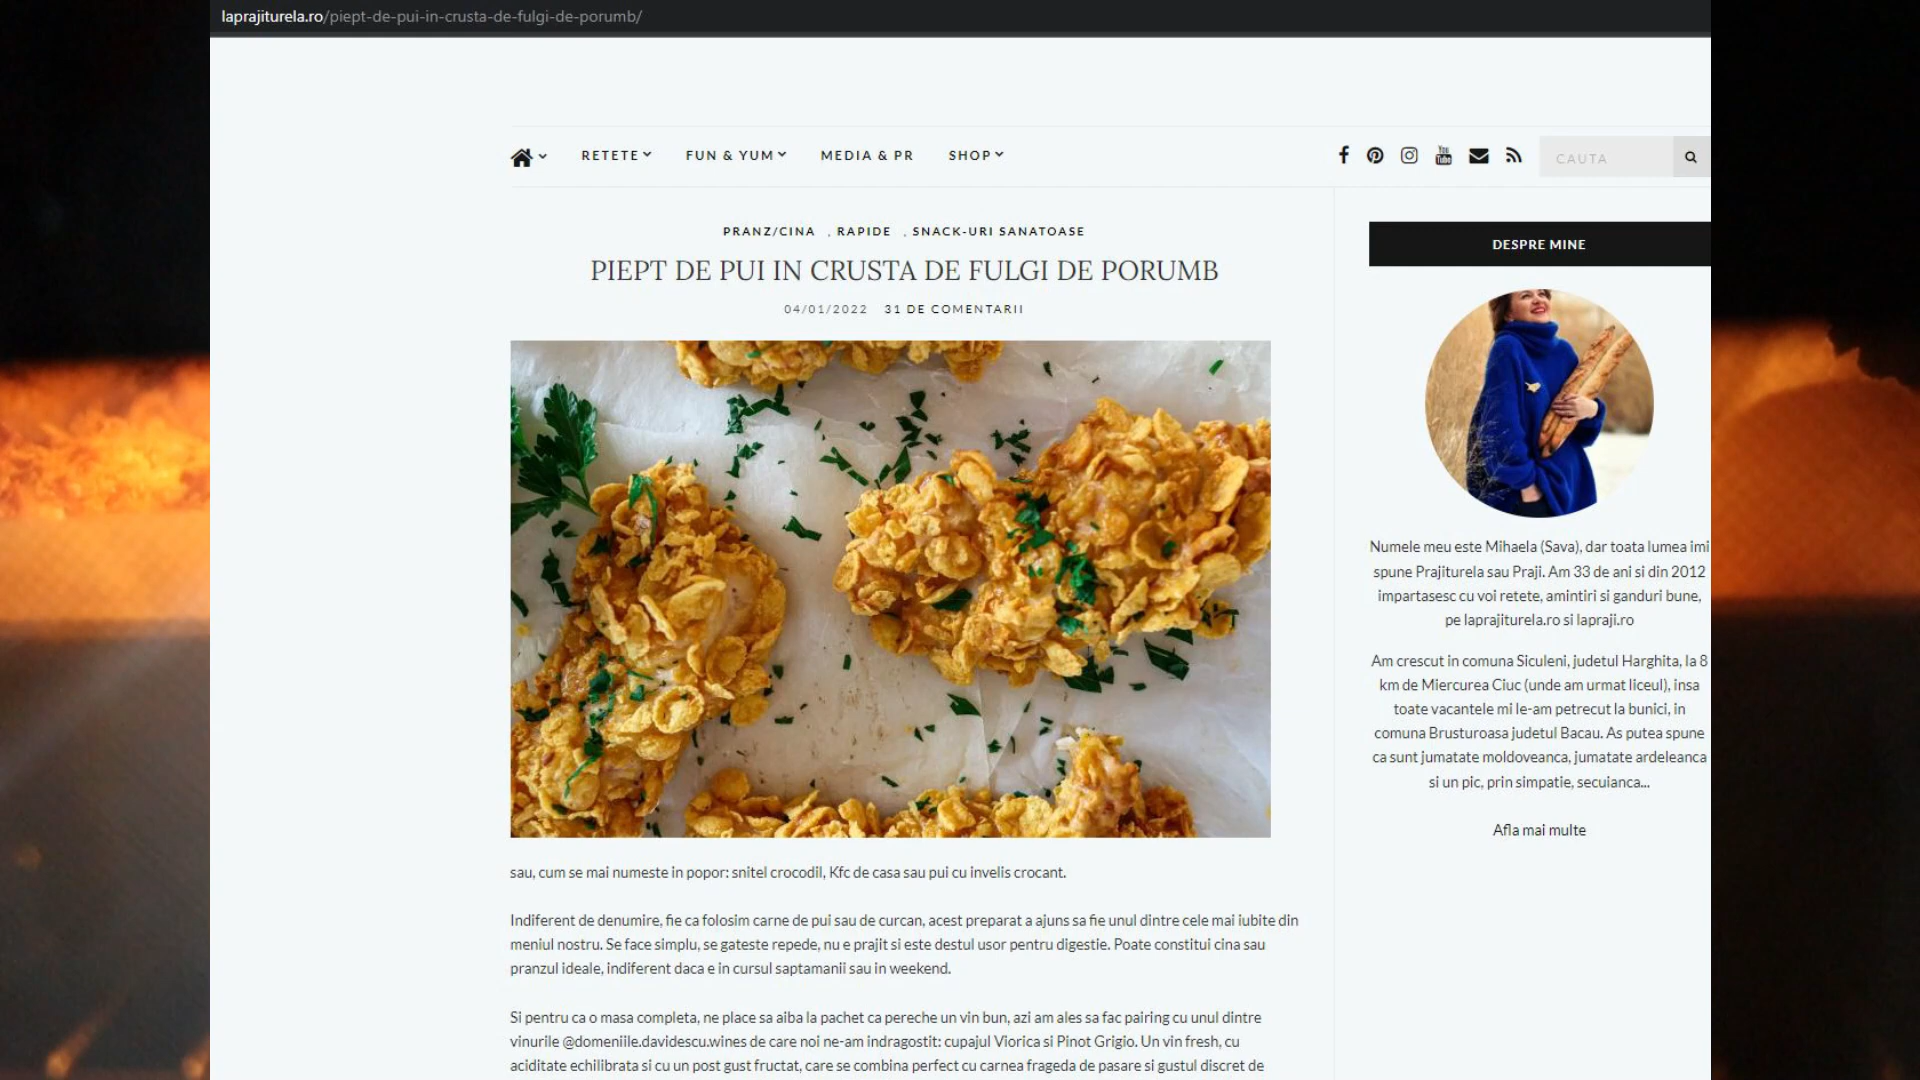 laprajiturela.ro/piept-de-pui-in-crusta-de-fulgi-de-porumb/
RETETE FUN & YUM MEDIA & PR SHOP You Tube CAUTA
PRANZ/CINA , RAPIDE , SNACK-URI SANATOASE
PIEPT DE PUI IN CRUSTA DE FULGI DE PORUMB
04/01/2022 31 DE COMENTARII
sau, cum se mai numeste in popor: snitel crocodil, Kfc de casa sau pui cu invelis crocant.
Indiferent de denumire, fie ca folosim carne de pui sau de curcan, acest preparat a ajuns sa fie unul dintre cele mai iubite din
meniul nostru. Se face simplu, se gateste repede, nu e prajit si este destul usor pentru digestie. Poate constitui cina sau
pranzul ideale, indiferent daca e in cursul saptamanii sau in weekend.
Si pentru ca o masa completa, ne place sa aiba la pachet ca pereche un vin bun, azi am ales sa fac pairing cu unul dintre
vinurile @domeniile.davidescu.wines de care noi ne-am indragostit: cupajul Viorica si Pinot Grigio. Un vin fresh, cu
aciditate echilibrata si cu un post gust fructat, care se combina perfect cu carnea frageda de pasare si gustul discret de
DESPRE MINE
Numele meu este Mihaela (Sava), dar toata lumea imi
spune Prajiturela sau Praji. Am 33 de ani si din 2012
impartasesc cu voi retete, amintiri si ganduri bune,
pe laprajiturela.ro si lapraji.ro
Am crescut in comuna Siculeni, judetul Harghita, la 8
km de Miercurea Ciuc (unde am urmat liceul), insa
toate vacantele mi le-am petrecut la bunici, in
comuna Brusturoasa judetul Bacau. As putea spune
ca sunt jumatate moldoveanca, jumatate ardeleanca
si un pic, prin simpatie, secuianca...
Afla mai multe